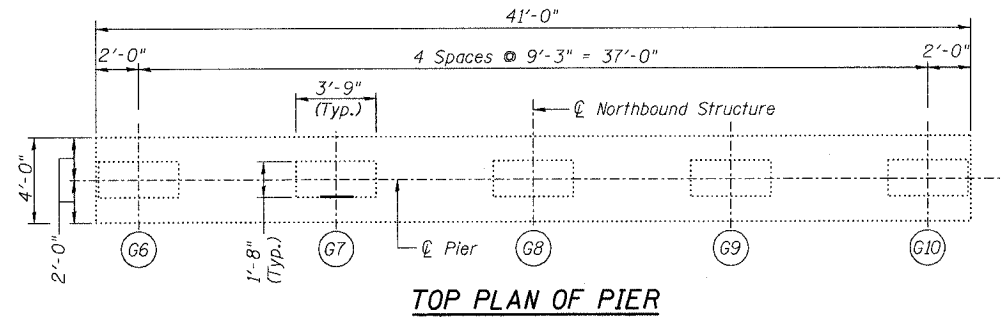 41'-0"
2'-0"
4 Spaces @ 9'-3" = 37'-0"
2'-0"
3'-9"
(Typ.)
℄ Northbound Structure
4'-0"
2'-0"
1'-8"
(Typ.)
℄ Pier
G6
G7
G8
G9
G10
TOP PLAN OF PIER